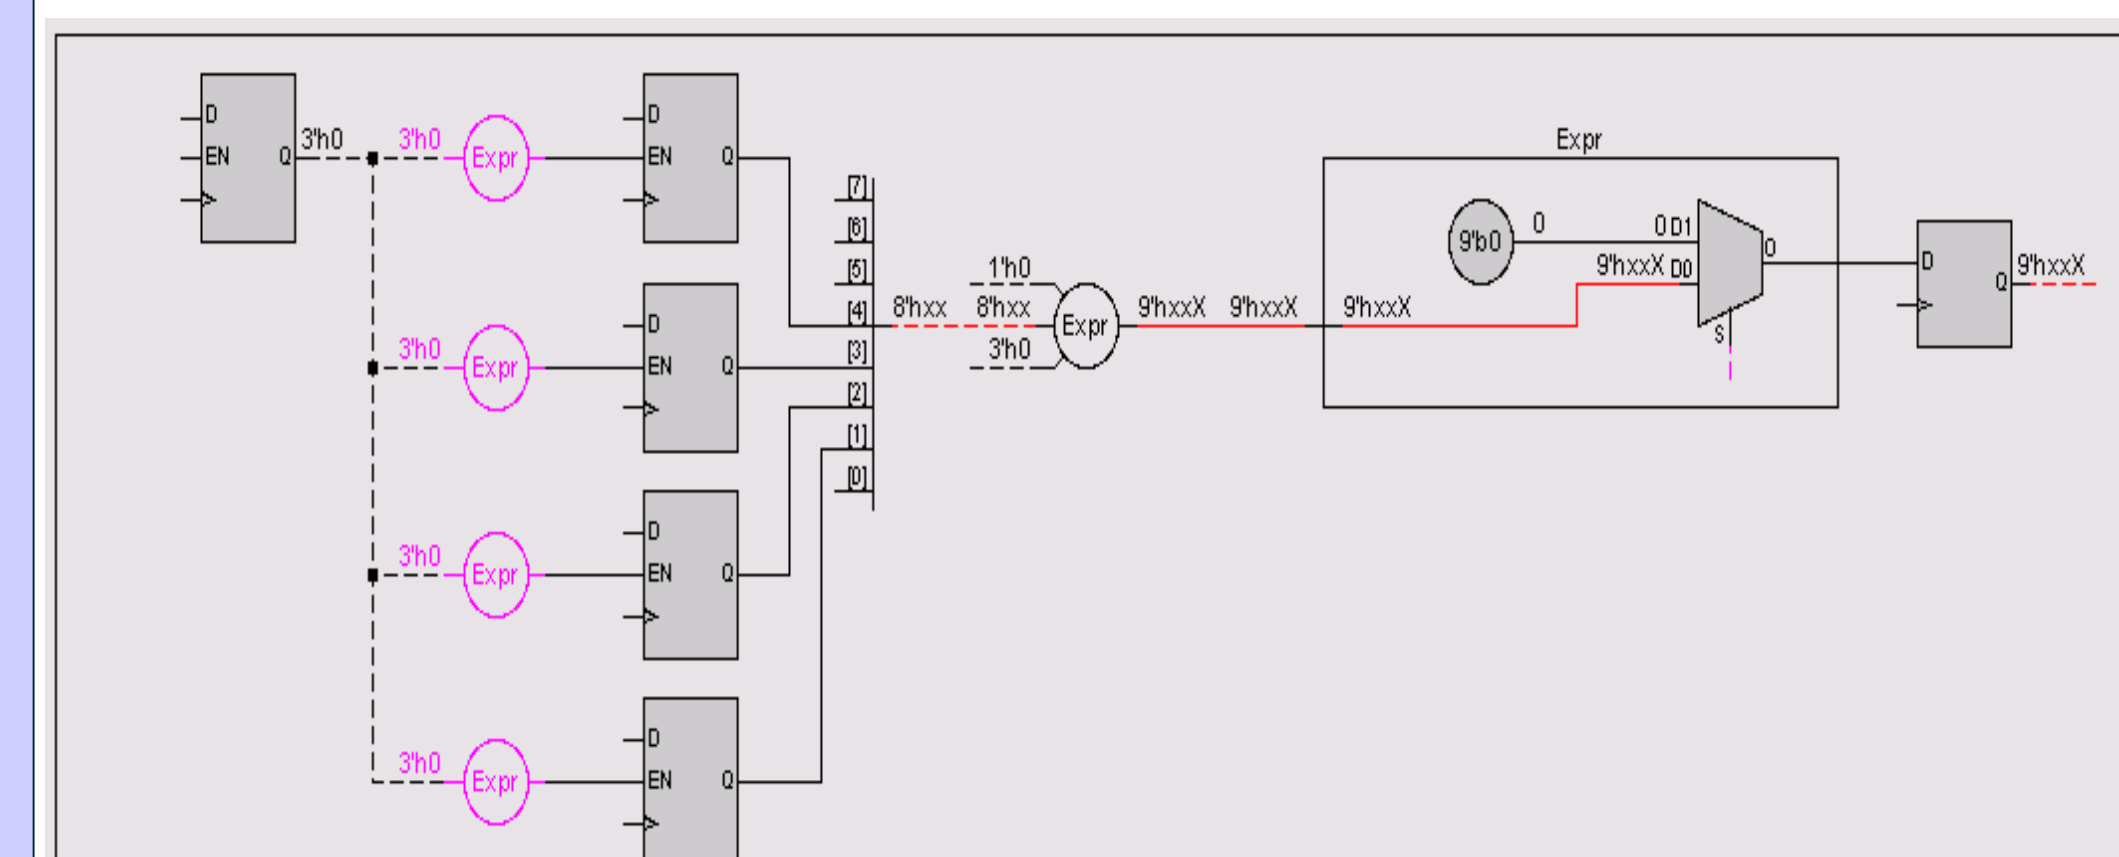 Expr
D
EN Q
3'h0 3'h0
Expr
D
EN Q
[7]
[6]
[5]
[4]
[3]
[2]
[1]
[0]
9'b0
0
0 D1
9'hxxX D0
0
S
D
Q
9'hxxX
1'h0
8'hxx 8'hxx
Expr
3'h0
9'hxxX 9'hxxX 9'hxxX
D
EN Q
3'h0
Expr
D
EN Q
3'h0
Expr
D
EN Q
3'h0
Expr